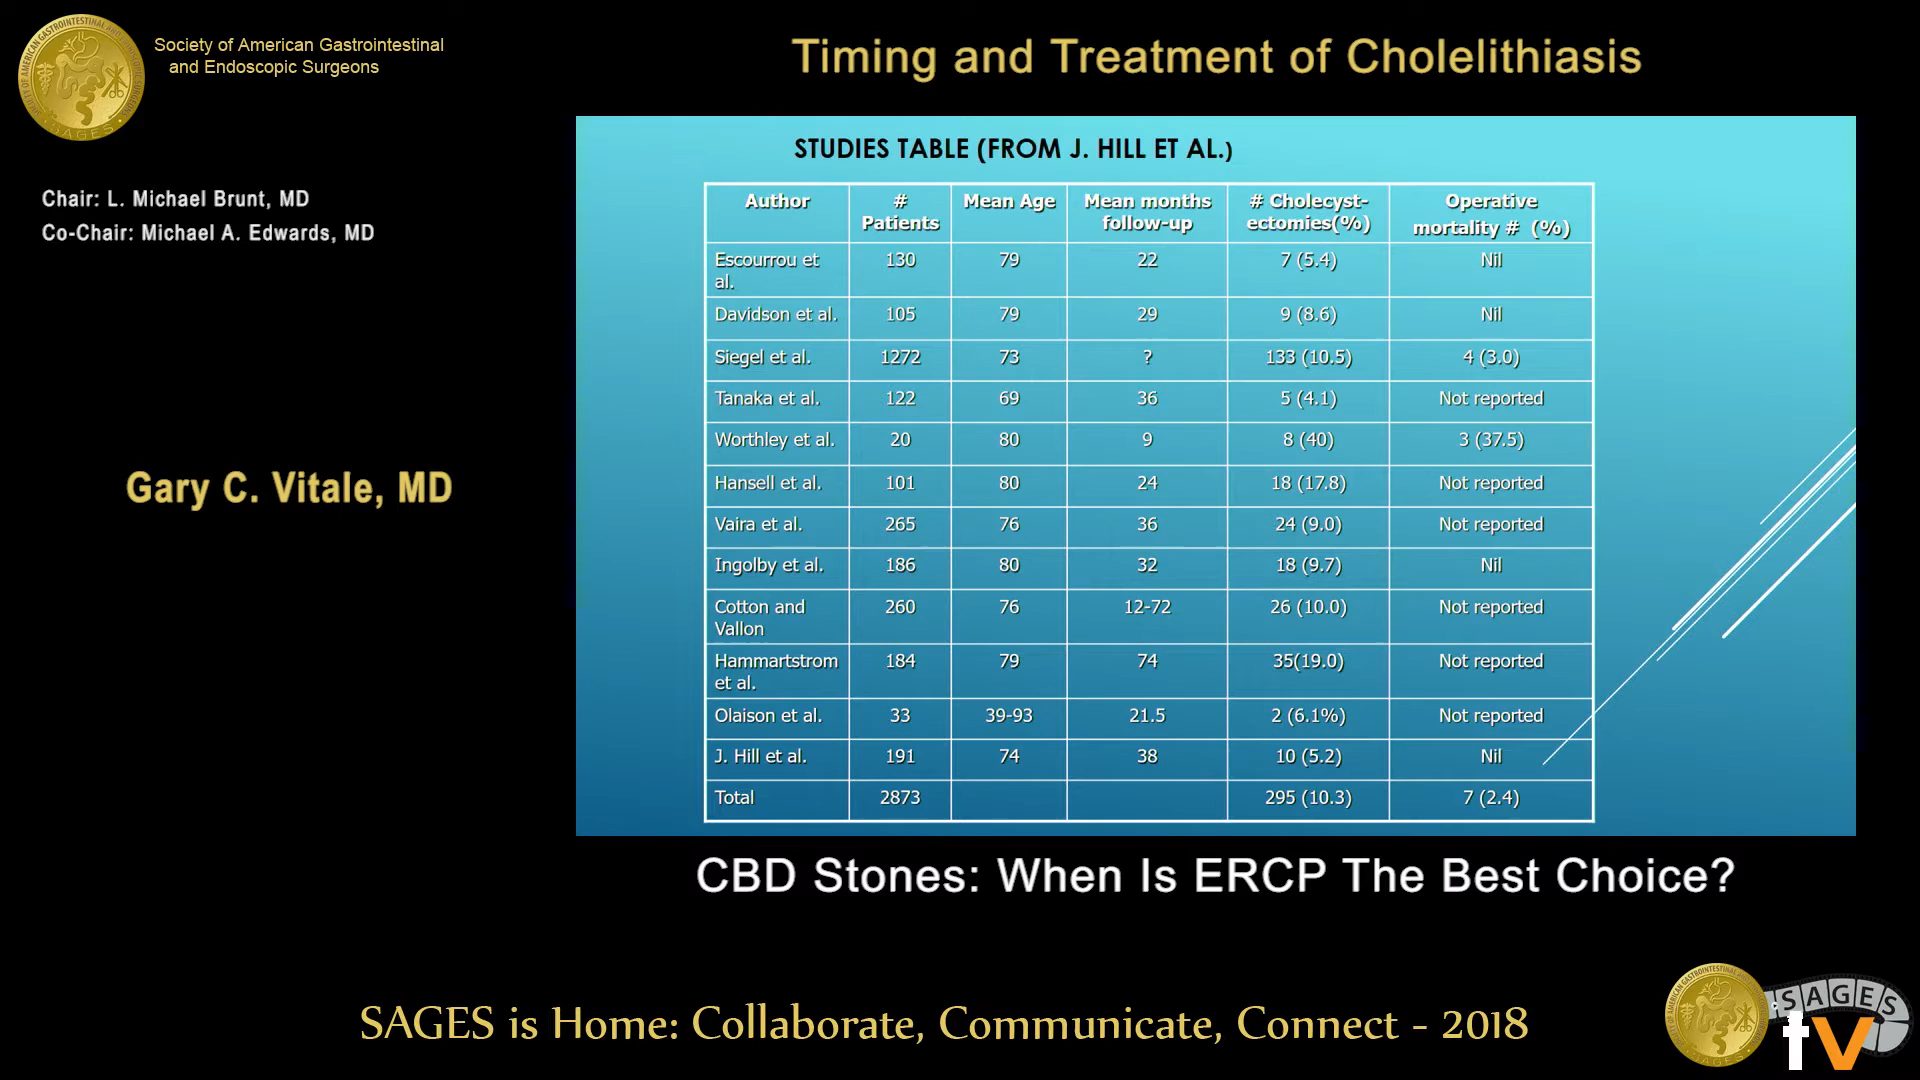 Society of American Gastrointestinal
and Endoscopic Surgeons
Timing and Treatment of Cholelithiasis
Chair: L. Michael Brunt, MD
Co-Chair: Michael A. Edwards, MD
Gary C. Vitale, MD
STUDIES TABLE (FROM J. HILL ET AL.)
Author # Patients Mean Age Mean months follow-up # Cholecyst-ectomies(%) Operative mortality # (%)
Escourrou et al. 130 79 22 7 (5.4) Nil
Davidson et al. 105 79 29 9 (8.6) Nil
Siegel et al. 1272 73 ? 133 (10.5) 4 (3.0)
Tanaka et al. 122 69 36 5 (4.1) Not reported
Worthley et al. 20 80 9 8 (40) 3 (37.5)
Hansell et al. 101 80 24 18 (17.8) Not reported
Vaira et al. 265 76 36 24 (9.0) Not reported
Ingolby et al. 186 80 32 18 (9.7) Nil
Cotton and Vallon 260 76 12-72 26 (10.0) Not reported
Hammartstrom et al. 184 79 74 35(19.0) Not reported
Olaison et al. 33 39-93 21.5 2 (6.1%) Not reported
J. Hill et al. 191 74 38 10 (5.2) Nil
Total 2873 295 (10.3) 7 (2.4)
CBD Stones: When Is ERCP The Best Choice?
SAGES is Home: Collaborate, Communicate, Connect - 2018
SAGES
tv